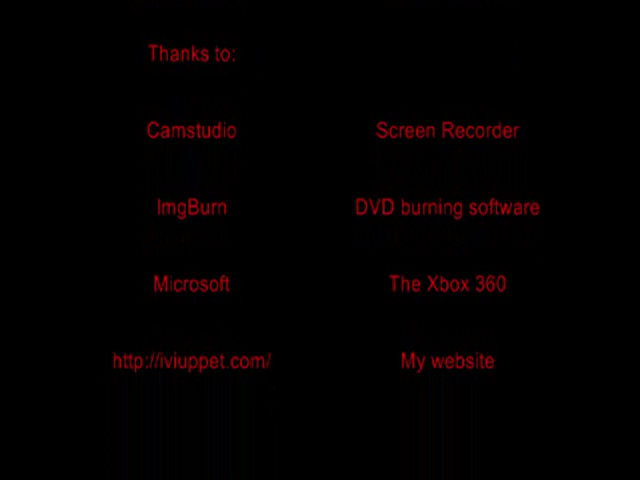 Thanks to:
Camstudio Screen Recorder
ImgBurn DVD burning software
Microsoft The Xbox 360
http://iviuppet.com/ My website